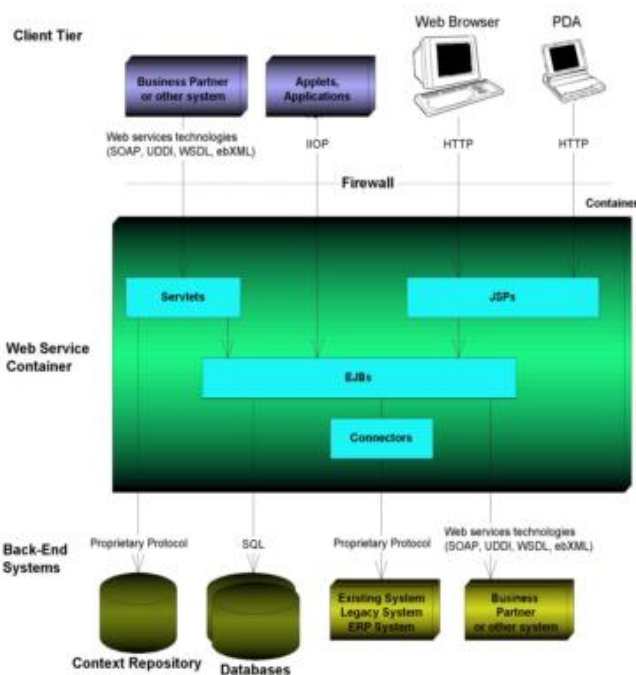 Client Tier
Web Browser
PDA
Business Partner
or other system
Applets,
Applications
Web services technologies
(SOAP, UDDI, WSDL, ebXML)
IIOP
HTTP
HTTP
Firewall
Container
Servlets
JSPs
Web Service
Container
EJBs
Connectors
Back-End
Systems
Proprietary Protocol
SQL
Proprietary Protocol
Web services technologies
(SOAP, UDDI, WSDL, ebXML)
Existing System
Legacy System
ERP System
Business
Partner
or other system
Context Repository
Databases